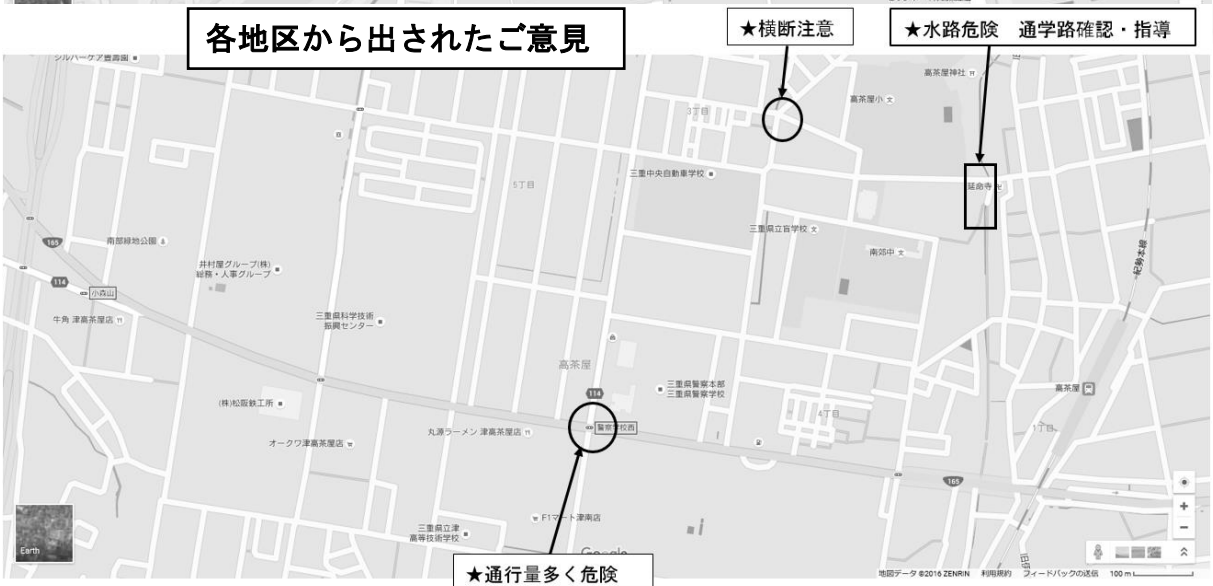 各地区から出されたご意見
★横断注意
★水路危険　通学路確認・指導
シルバーケア豊壽園
高茶屋神社
高茶屋小
3丁目
三重中央自動車学校
5丁目
延命寺
三重県立盲学校
南郊中
165
南部緑地公園
井村屋グループ(株)
総務・人事グループ
紀勢本線
114
小森山
牛角 津高茶屋店
三重県科学技術
振興センター
高茶屋
三重県警察本部
三重県警察学校
高茶屋
114
(株)松阪鉄工所
4丁目
1丁目
丸源ラーメン 津高茶屋店
警察学校西
オークワ津高茶屋店
165
F1マート津南店
三重県立津
高等技術学校
Google
Earth
★通行量多く危険
地図データ ©2016 ZENRIN　利用規約　フィードバックの送信　100 m